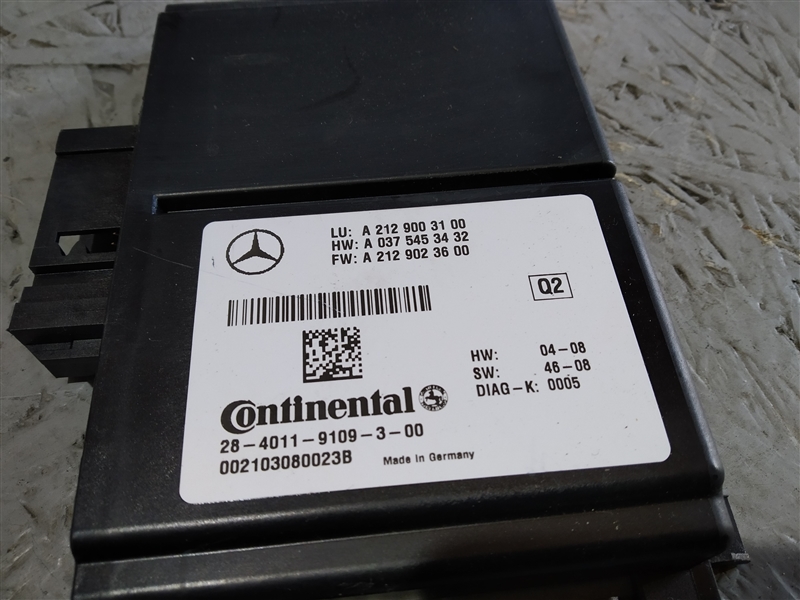 LU: A 212 900 31 00
HW: A 037 545 34 32
FW: A 212 902 36 00
Q2
HW: 04-08
SW: 46-08
DIAG-K: 0005
Continental
28-4011-9109-3-00
002103080023B Made in Germany